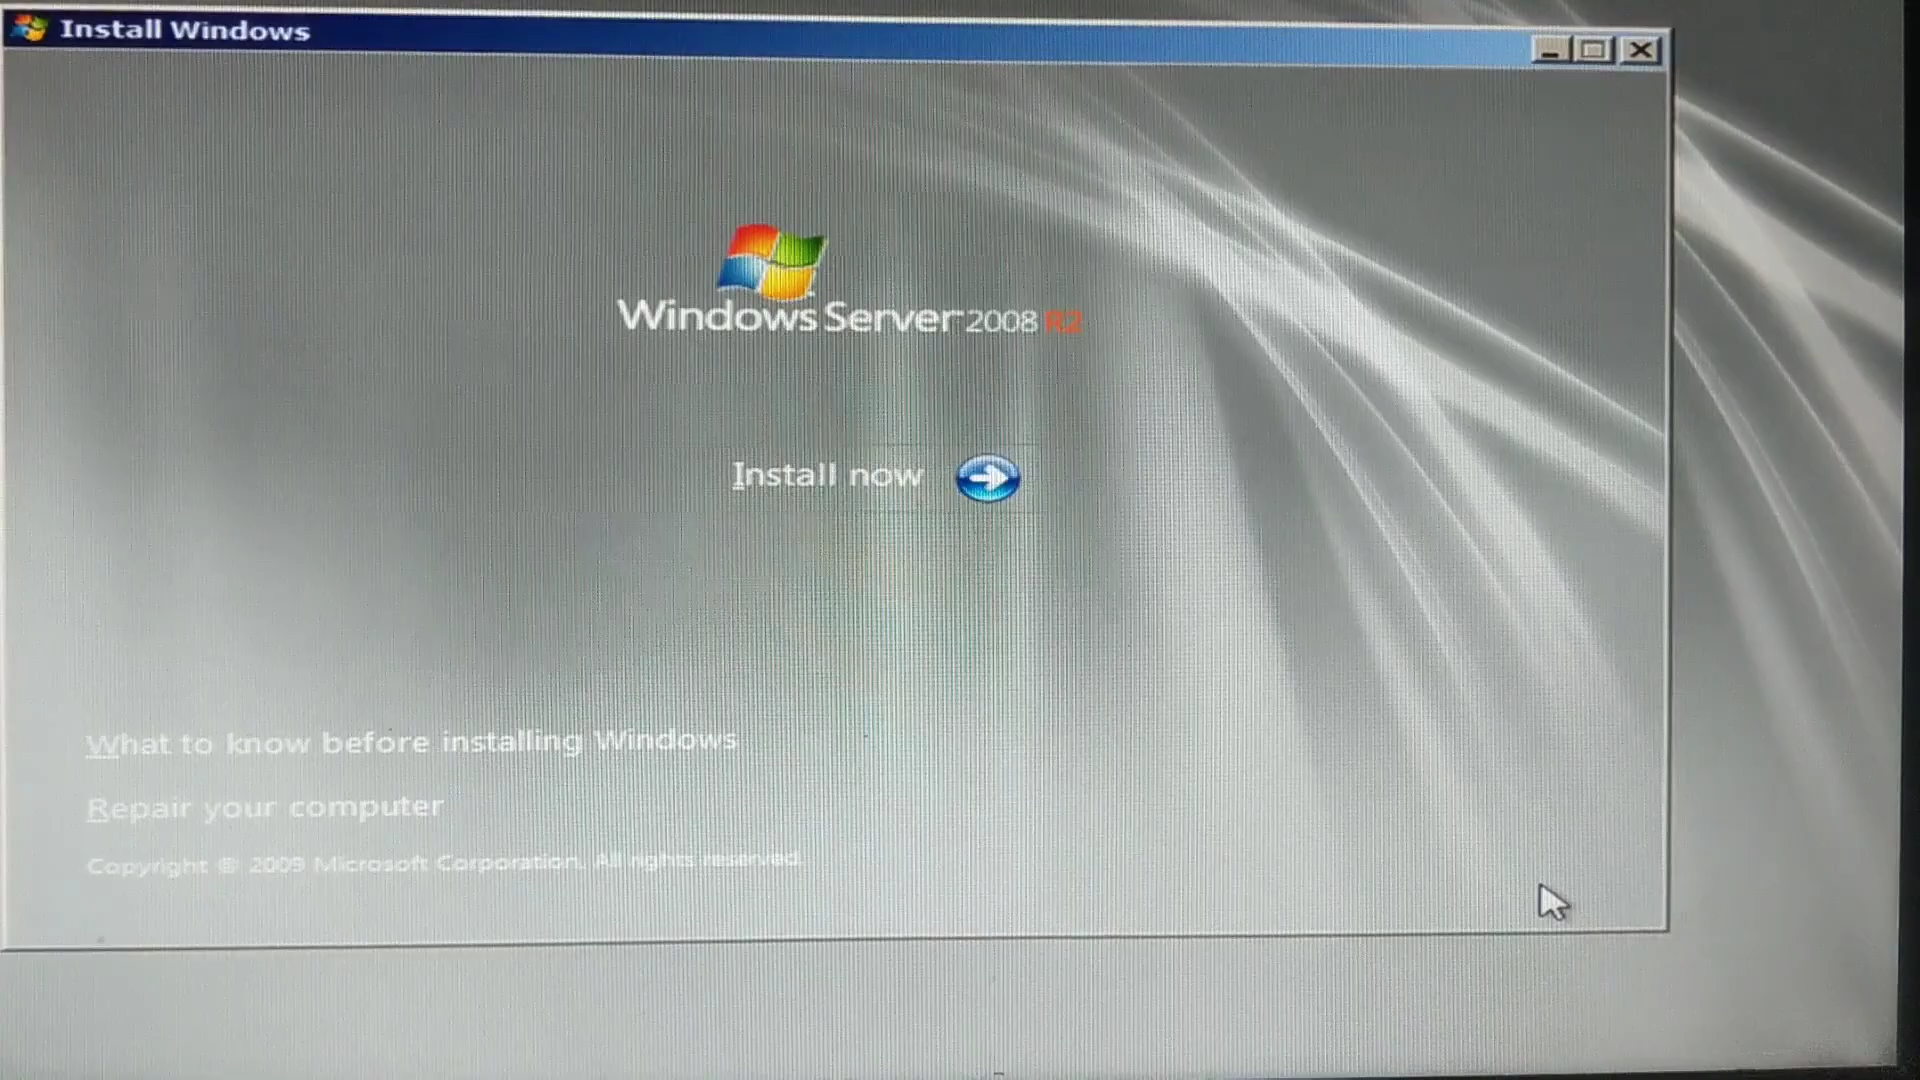 Install Windows
Windows Server 2008 R2
Install now
What to know before installing Windows
Repair your computer
Copyright © 2009 Microsoft Corporation. All rights reserved.